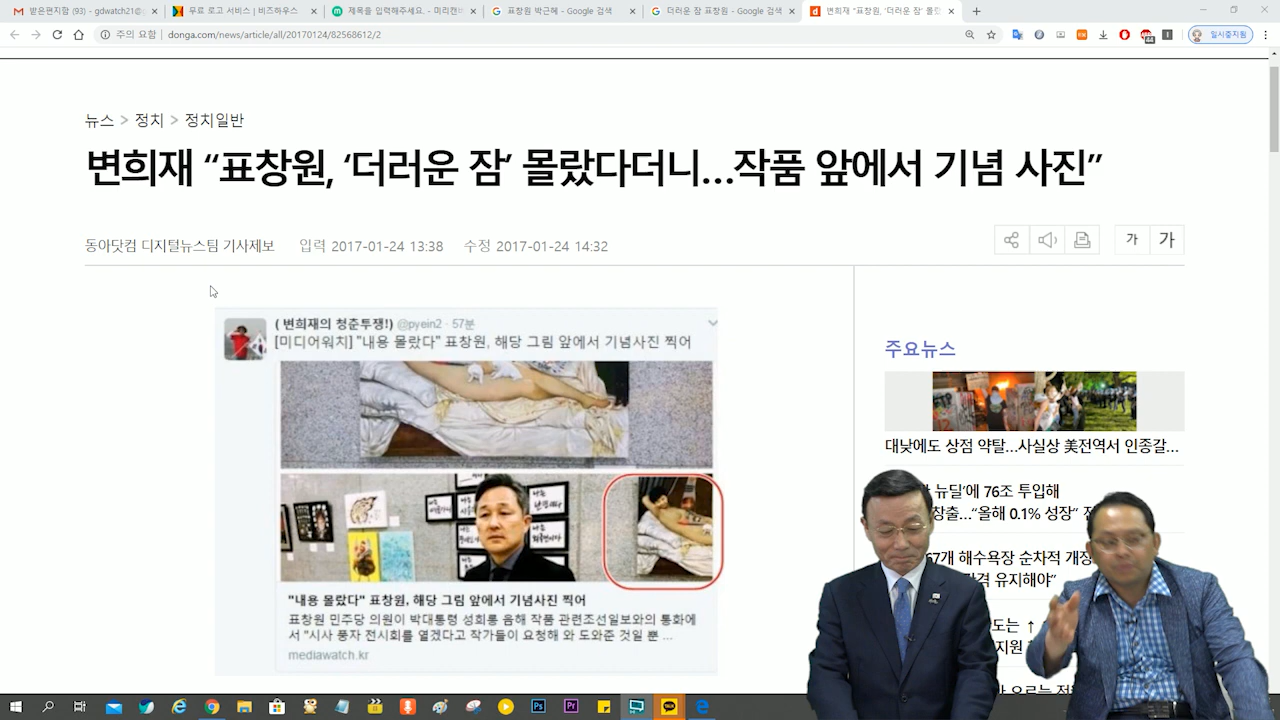 받은편지함 (93) - gdwatch21@g
무료 로고 서비스 | 비즈하우스
제목을 입력해주세요. - 미리캔버
표창원 박근혜 - Google 검색
더러운 잠 표창원 - Google 검색
변희재 "표창원, '더러운 잠' 몰랐
주의 요함 | donga.com/news/article/all/20170124/82568612/2
일시중지됨
뉴스 > 정치 > 정치일반
변희재 “표창원, ‘더러운 잠’ 몰랐다더니…작품 앞에서 기념 사진”
동아닷컴 디지털뉴스팀 기사제보 입력 2017-01-24 13:38 수정 2017-01-24 14:32
가 가
( 변희재의 청춘투쟁!) @pyein2 · 57분
[미디어워치] "내용 몰랐다" 표창원, 해당 그림 앞에서 기념사진 찍어
"내용 몰랐다" 표창원, 해당 그림 앞에서 기념사진 찍어
표창원 민주당 의원이 박대통령 성희롱 음해 작품 관련조선일보와의 통화에
서 "시사 풍자 전시회를 열겠다고 작가들이 요청해 와 도와준 것일 뿐 ...
mediawatch.kr
주요뉴스
대낮에도 상점 약탈…사실상 美전역서 인종갈…
뉴딜’에 76조 투입해
창출…“올해 0.1% 성장”
67개 해수욕장 순차적 개장
격 유지해야”
도는 ↑
지원